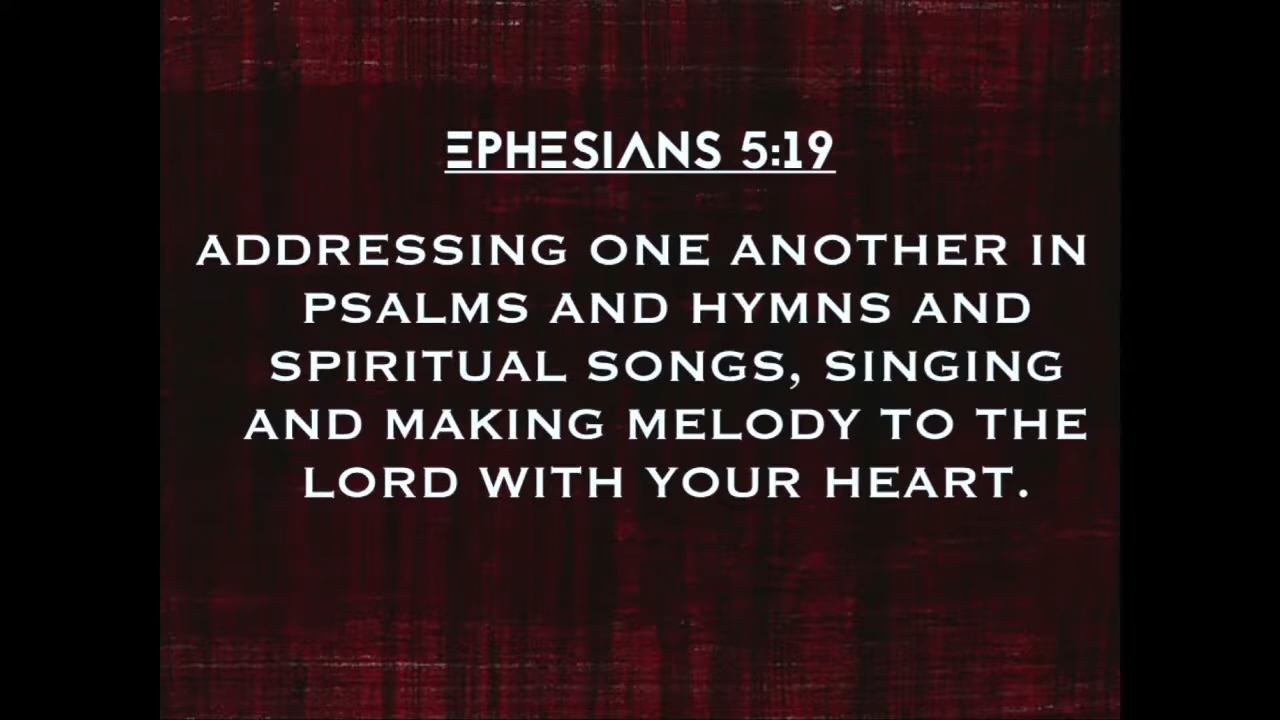 EPHESIANS 5:19
ADDRESSING ONE ANOTHER IN
PSALMS AND HYMNS AND
SPIRITUAL SONGS, SINGING
AND MAKING MELODY TO THE
LORD WITH YOUR HEART.